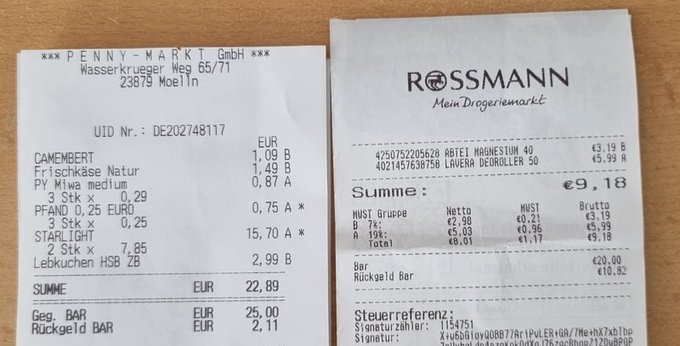 *** P E N N Y - M A R K T  GmbH ***
Wasserkrueger Weg 65/71
23879 Moelln
UID Nr.: DE202748117
EUR
CAMEMBERT 1,09 B
Frischkäse Natur 1,49 B
PY Miwa medium 0,87 A
3 Stk x 0,29
PFAND 0,25 EURO 0,75 A *
3 Stk x 0,25
STARLIGHT 15,70 A *
2 Stk x 7,85
Lebkuchen HSB ZB 2,99 B
SUMME EUR 22,89
Geg. BAR EUR 25,00
Rückgeld BAR EUR 2,11
ROSSMANN
Mein Drogeriemarkt
4250752205628 ABTEI MAGNESIUM 40 €3,19 B
4021457638758 LAVERA DEOROLLER 50 €5,99 A
Summe: €9,18
MWST Gruppe Netto MWST Brutto
B 7%: €2,98 €0,21 €3,19
A 19%: €5,03 €0,96 €5,99
Total €8,01 €1,17 €9,18
Bar €20,00
Rückgeld Bar €10,82
Steuerreferenz:
Signaturzähler: 1154751
Signatur: